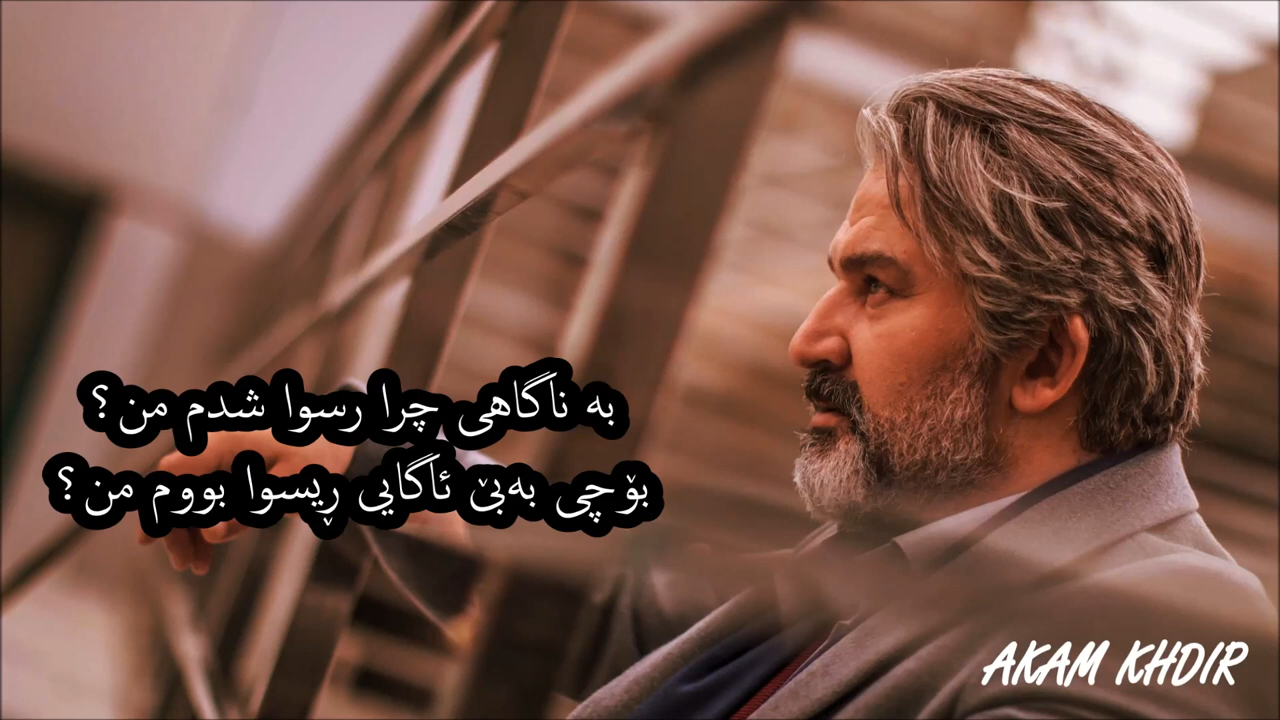 به ناگاهی چرا رسوا شدم من ؟
بۆچی بەبێ ئاگایی ڕیسوا بووم من ؟
AKAM KHDIR